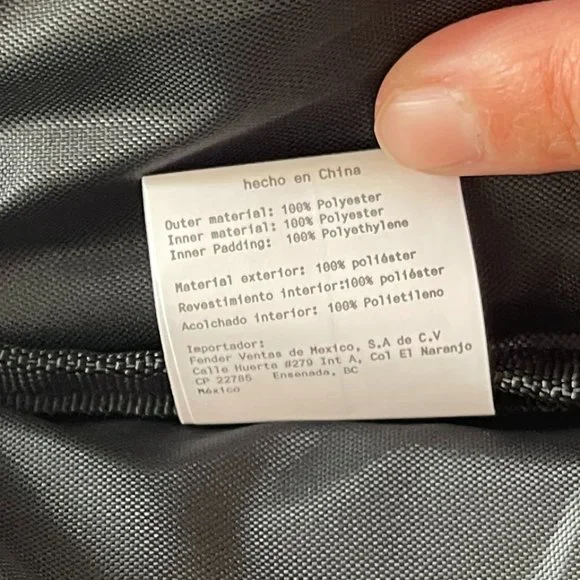 hecho en China
Outer material: 100% Polyester
Inner material: 100% Polyester
Inner Padding: 100% Polyethylene
Material exterior: 100% poliéster
Revestimiento interior:100% poliéster
Acolchado interior: 100% Polietileno
Importador:
Fender Ventas de Mexico, S.A de C.V
Calle Huerta #279 Int A, Col El Naranjo
CP 22785 Ensenada, BC
México